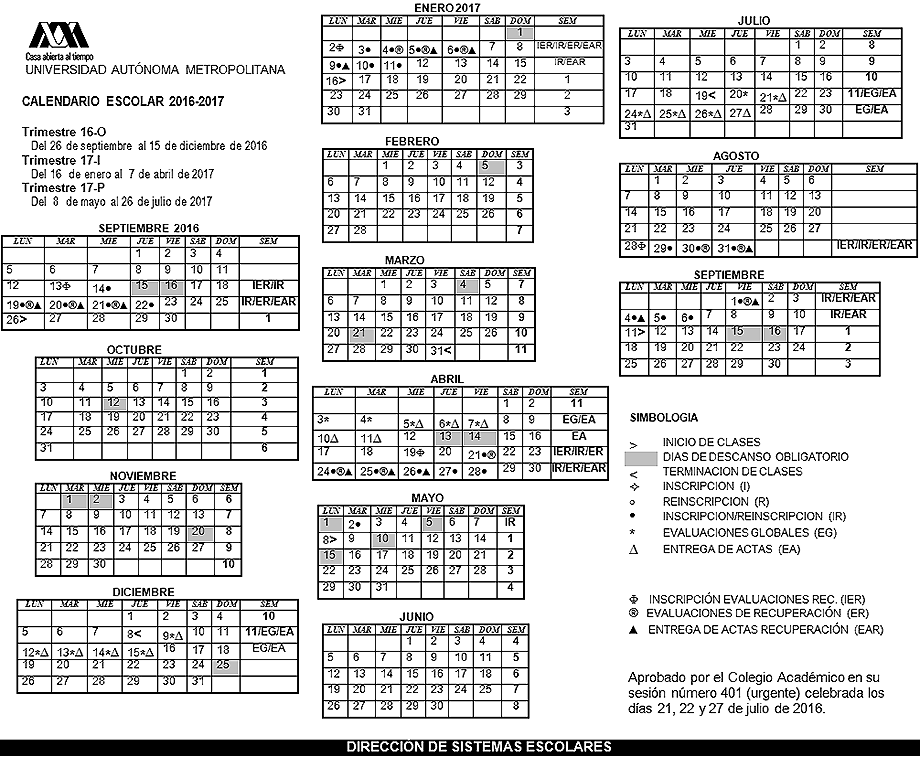 Casa abierta al tiempo
UNIVERSIDAD AUTÓNOMA METROPOLITANA
CALENDARIO ESCOLAR 2016-2017
Trimestre 16-O
Del 26 de septiembre al 15 de diciembre de 2016
Trimestre 17-I
Del 16 de enero al 7 de abril de 2017
Trimestre 17-P
Del 8 de mayo al 26 de julio de 2017
SEPTIEMBRE 2016
LUN MAR MIE JUE VIE SAB DOM SEM
1 2 3 4
5 6 7 8 9 10 11
12 13⌽ 14● 15 16 17 18 IER/IR
19●®▲ 20●®▲ 21●®▲ 22● 23 24 25 IR/ER/EAR
26> 27 28 29 30 1
OCTUBRE
LUN MAR MIE JUE VIE SAB DOM SEM
1 2 1
3 4 5 6 7 8 9 2
10 11 12 13 14 15 16 3
17 18 19 20 21 22 23 4
24 25 26 27 28 29 30 5
31 6
NOVIEMBRE
LUN MAR MIE JUE VIE SAB DOM SEM
1 2 3 4 5 6 6
7 8 9 10 11 12 13 7
14 15 16 17 18 19 20 8
21 22 23 24 25 26 27 9
28 29 30 10
DICIEMBRE
LUN MAR MIE JUE VIE SAB DOM SEM
1 2 3 4 10
5 6 7 8< 9*Δ 10 11 11/EG/EA
12*Δ 13*Δ 14*Δ 15*Δ 16 17 18 EG/EA
19 20 21 22 23 24 25
26 27 28 29 30 31
ENERO 2017
LUN MAR MIE JUE VIE SAB DOM SEM
1
2⌽ 3● 4●® 5●®▲ 6●®▲ 7 8 IER/IR/ER/EAR
9●▲ 10● 11● 12 13 14 15 IR/EAR
16> 17 18 19 20 21 22 1
23 24 25 26 27 28 29 2
30 31 3
FEBRERO
LUN MAR MIE JUE VIE SAB DOM SEM
1 2 3 4 5 3
6 7 8 9 10 11 12 4
13 14 15 16 17 18 19 5
20 21 22 23 24 25 26 6
27 28 7
MARZO
LUN MAR MIE JUE VIE SAB DOM SEM
1 2 3 4 5 7
6 7 8 9 10 11 12 8
13 14 15 16 17 18 19 9
20 21 22 23 24 25 26 10
27 28 29 30 31< 11
ABRIL
LUN MAR MIE JUE VIE SAB DOM SEM
1 2 11
3* 4* 5*Δ 6*Δ 7*Δ 8 9 EG/EA
10Δ 11Δ 12 13 14 15 16 EA
17 18 19⌽ 20 21●® 22 23 IER/IR/ER
24●®▲ 25●®▲ 26●▲ 27● 28● 29 30 IR/ER/EAR
MAYO
LUN MAR MIE JUE VIE SAB DOM SEM
1 2● 3 4 5 6 7 IR
8> 9 10 11 12 13 14 1
15 16 17 18 19 20 21 2
22 23 24 25 26 27 28 3
29 30 31 4
JUNIO
LUN MAR MIE JUE VIE SAB DOM SEM
1 2 3 4 4
5 6 7 8 9 10 11 5
12 13 14 15 16 17 18 6
19 20 21 22 23 24 25 7
26 27 28 29 30 8
JULIO
LUN MAR MIE JUE VIE SAB DOM SEM
1 2 8
3 4 5 6 7 8 9 9
10 11 12 13 14 15 16 10
17 18 19< 20* 21*Δ 22 23 11/EG/EA
24*Δ 25*Δ 26*Δ 27Δ 28 29 30 EG/EA
31
AGOSTO
LUN MAR MIE JUE VIE SAB DOM SEM
1 2 3 4 5 6
7 8 9 10 11 12 13
14 15 16 17 18 19 20
21 22 23 24 25 26 27
28⌽ 29● 30●® 31●®▲ IER/IR/ER/EAR
SEPTIEMBRE
LUN MAR MIE JUE VIE SAB DOM SEM
1●®▲ 2 3 IR/ER/EAR
4●▲ 5● 6● 7 8 9 10 IR/EAR
11> 12 13 14 15 16 17 1
18 19 20 21 22 23 24 2
25 26 27 28 29 30 3
SIMBOLOGIA
> INICIO DE CLASES
DIAS DE DESCANSO OBLIGATORIO
< TERMINACION DE CLASES
⟡ INSCRIPCION (I)
○ REINSCRIPCION (R)
● INSCRIPCION/REINSCRIPCION (IR)
* EVALUACIONES GLOBALES (EG)
Δ ENTREGA DE ACTAS (EA)
⌽ INSCRIPCIÓN EVALUACIONES REC. (IER)
® EVALUACIONES DE RECUPERACIÓN (ER)
▲ ENTREGA DE ACTAS RECUPERACIÓN (EAR)
Aprobado por el Colegio Académico en su
sesión número 401 (urgente) celebrada los
días 21, 22 y 27 de julio de 2016.
DIRECCIÓN DE SISTEMAS ESCOLARES